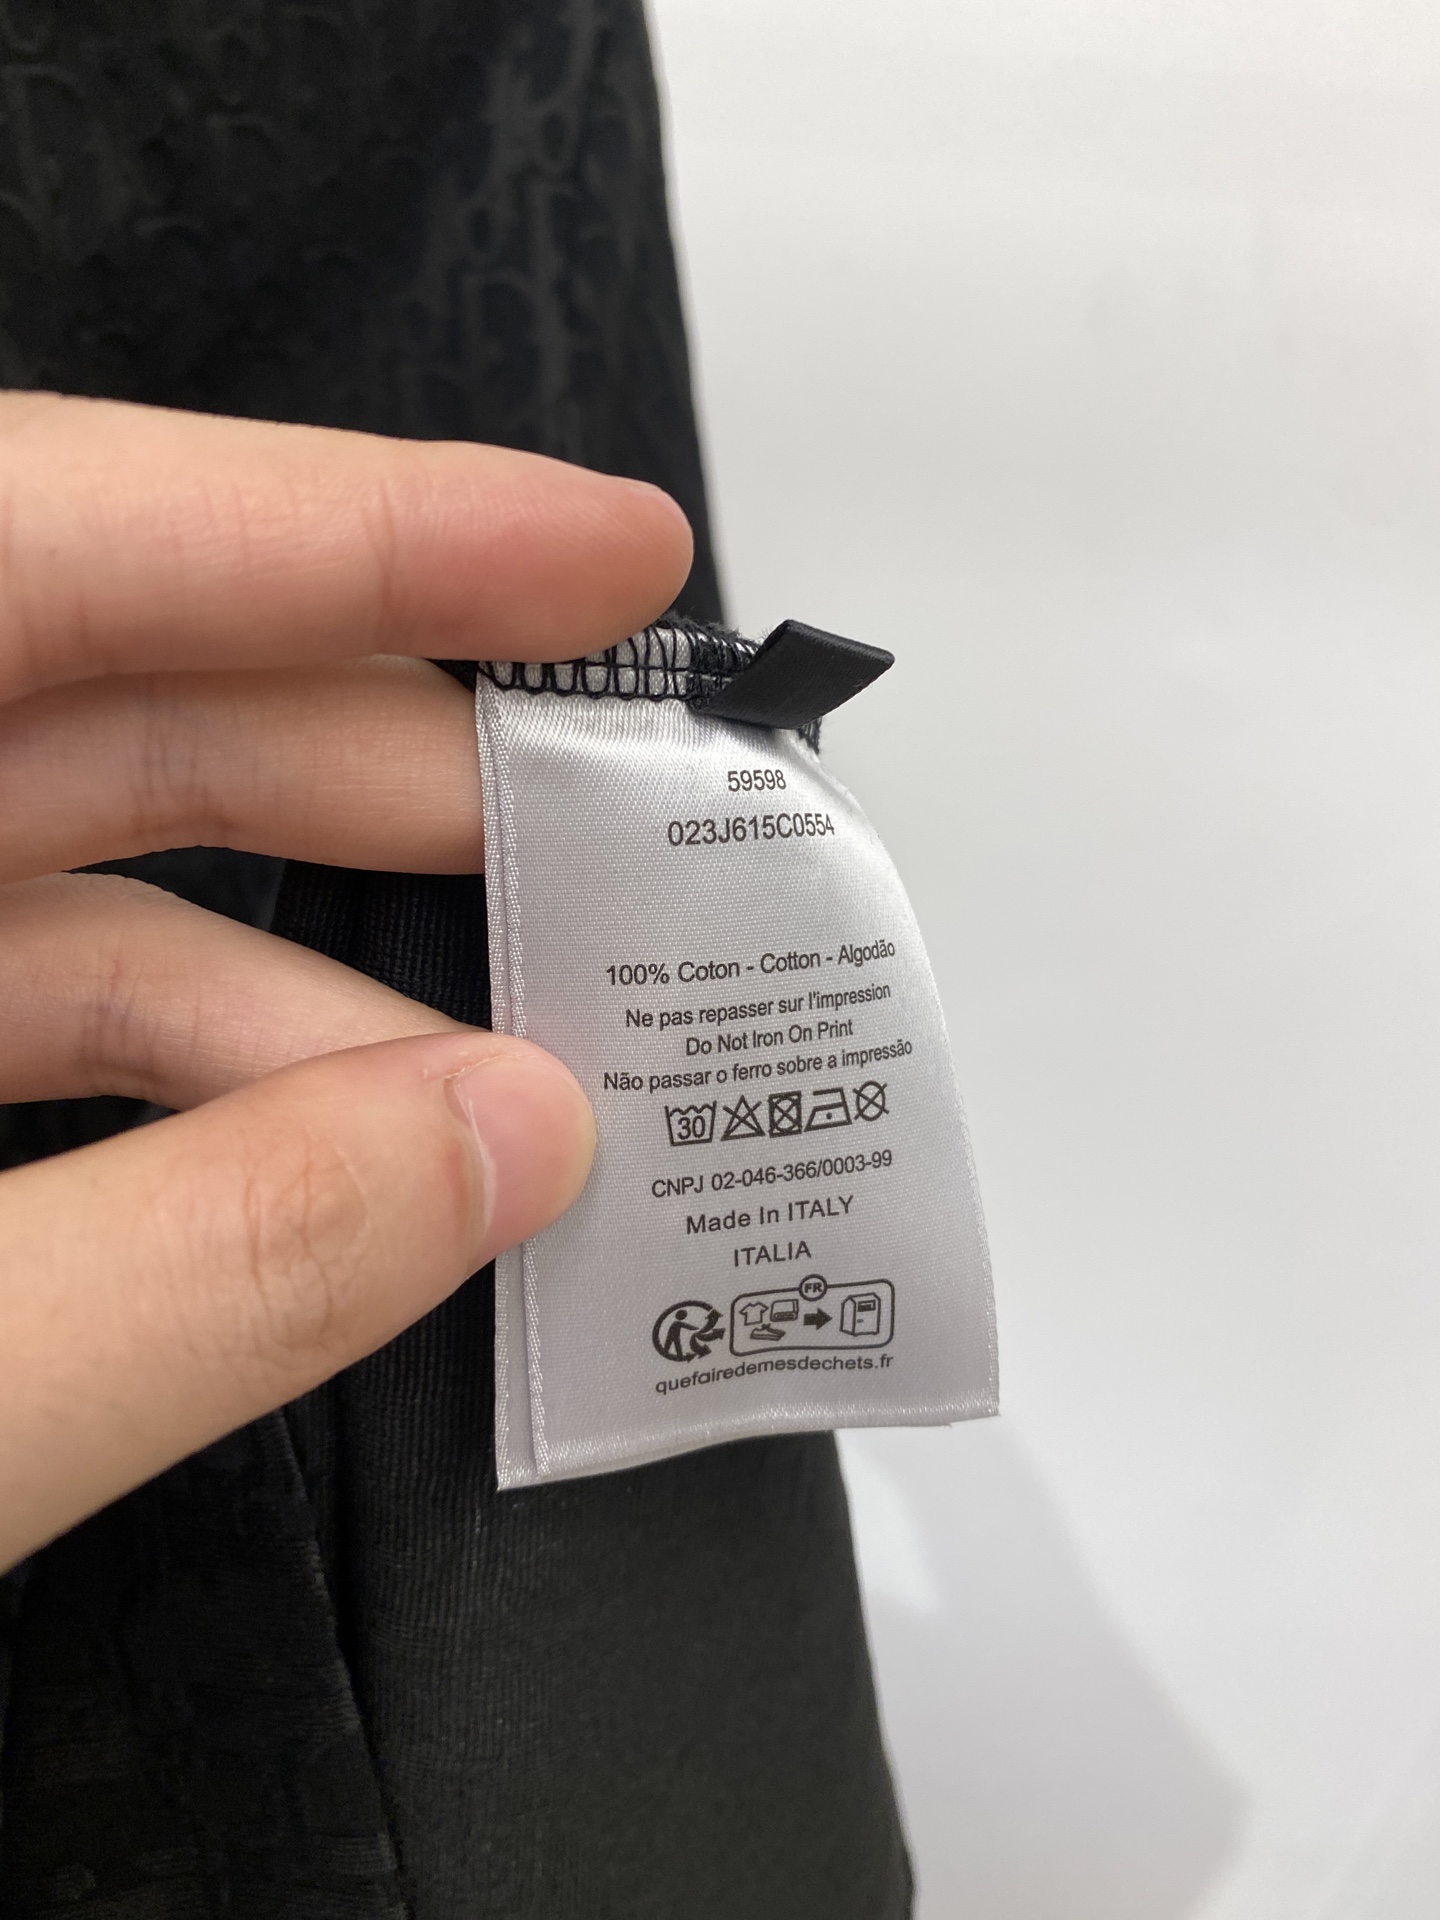 59598
023J615C0554
100% Coton - Cotton - Algodão
Ne pas repasser sur l'impression
Do Not Iron On Print
Não passar o ferro sobre a impressão
30
CNPJ 02-046-366/0003-99
Made In ITALY
ITALIA
FR
quefairedemesdechets.fr